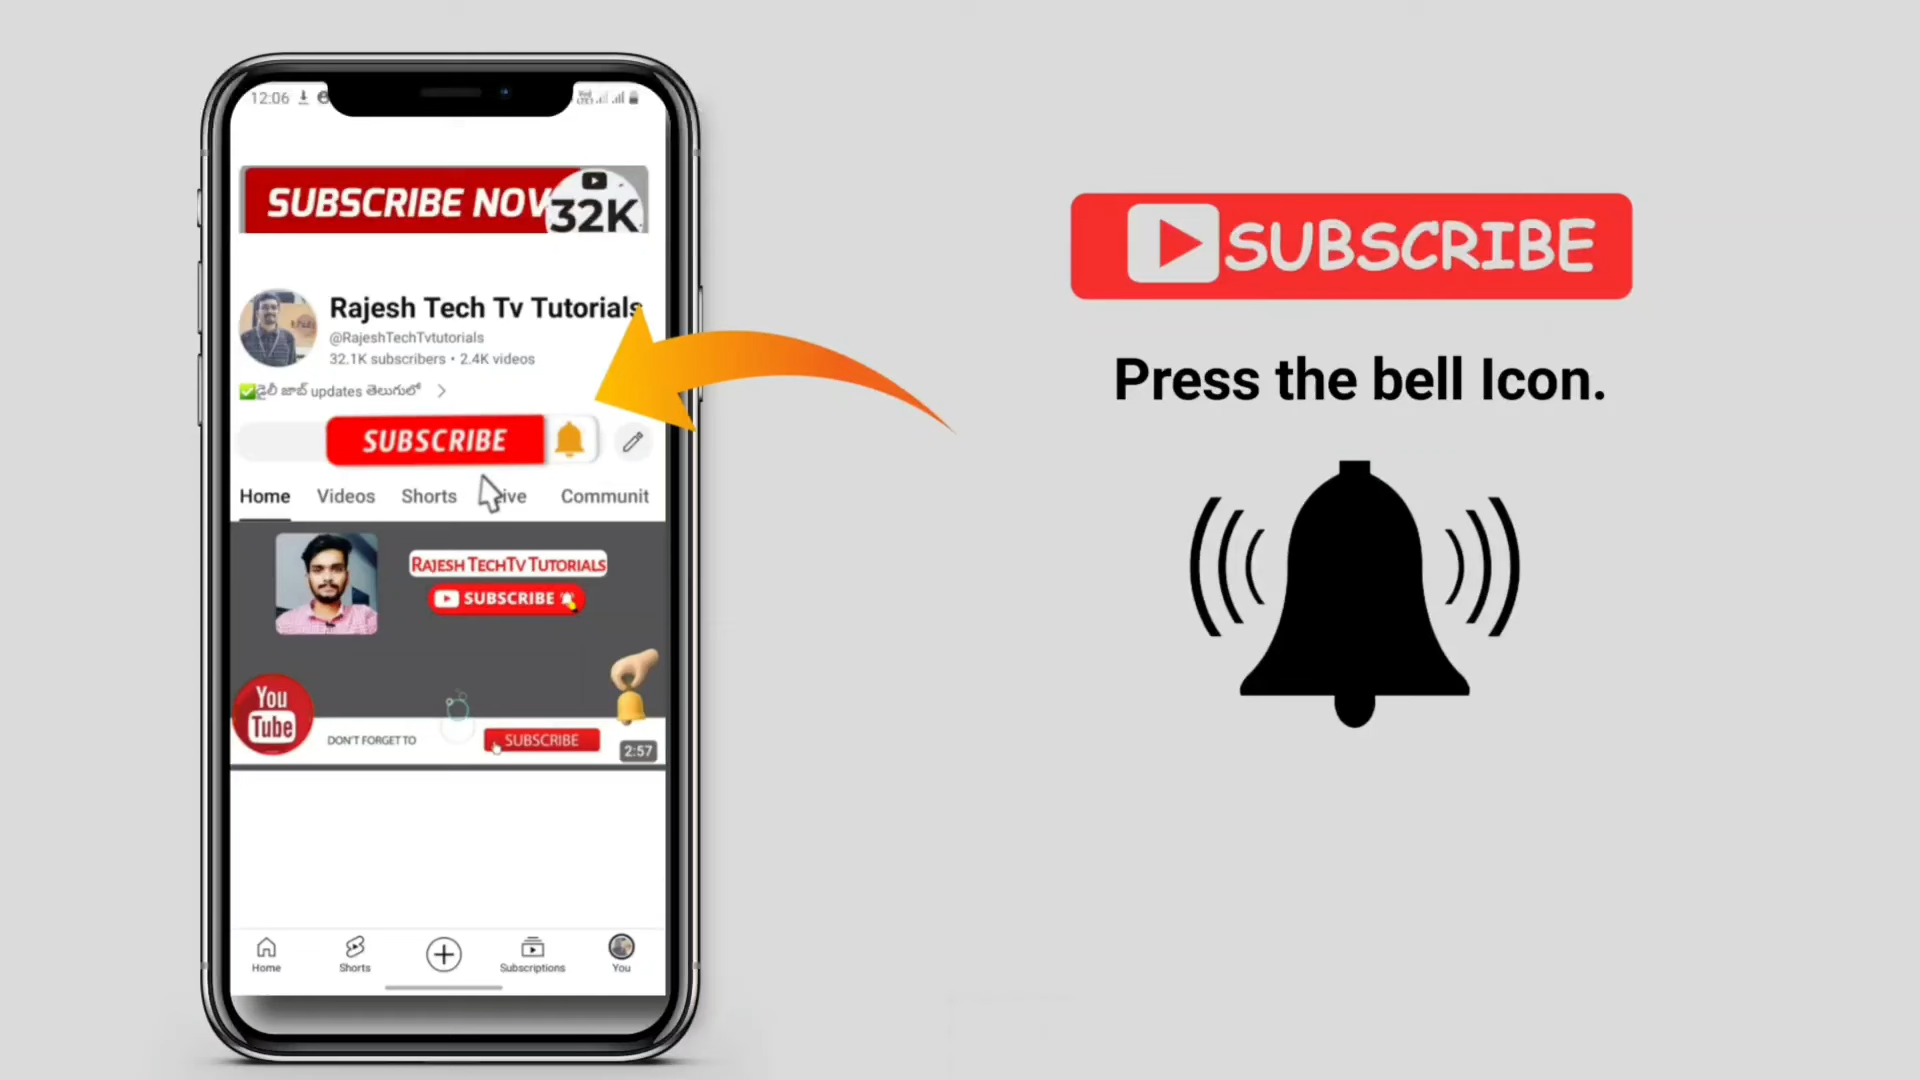 12:06
SUBSCRIBE NOW
32K
Rajesh Tech Tv Tutorials
@RajeshTechTvtutorials
32.1K subscribers • 2.4K videos
✅డైలీ జాబ్ updates తెలుగులో >
SUBSCRIBE
Home Videos Shorts Live Communit
RAJESH TECHTV TUTORIALS
SUBSCRIBE
You
Tube
DON'T FORGET TO
SUBSCRIBE
2:57
Home Shorts Subscriptions You
SUBSCRIBE
Press the bell Icon.